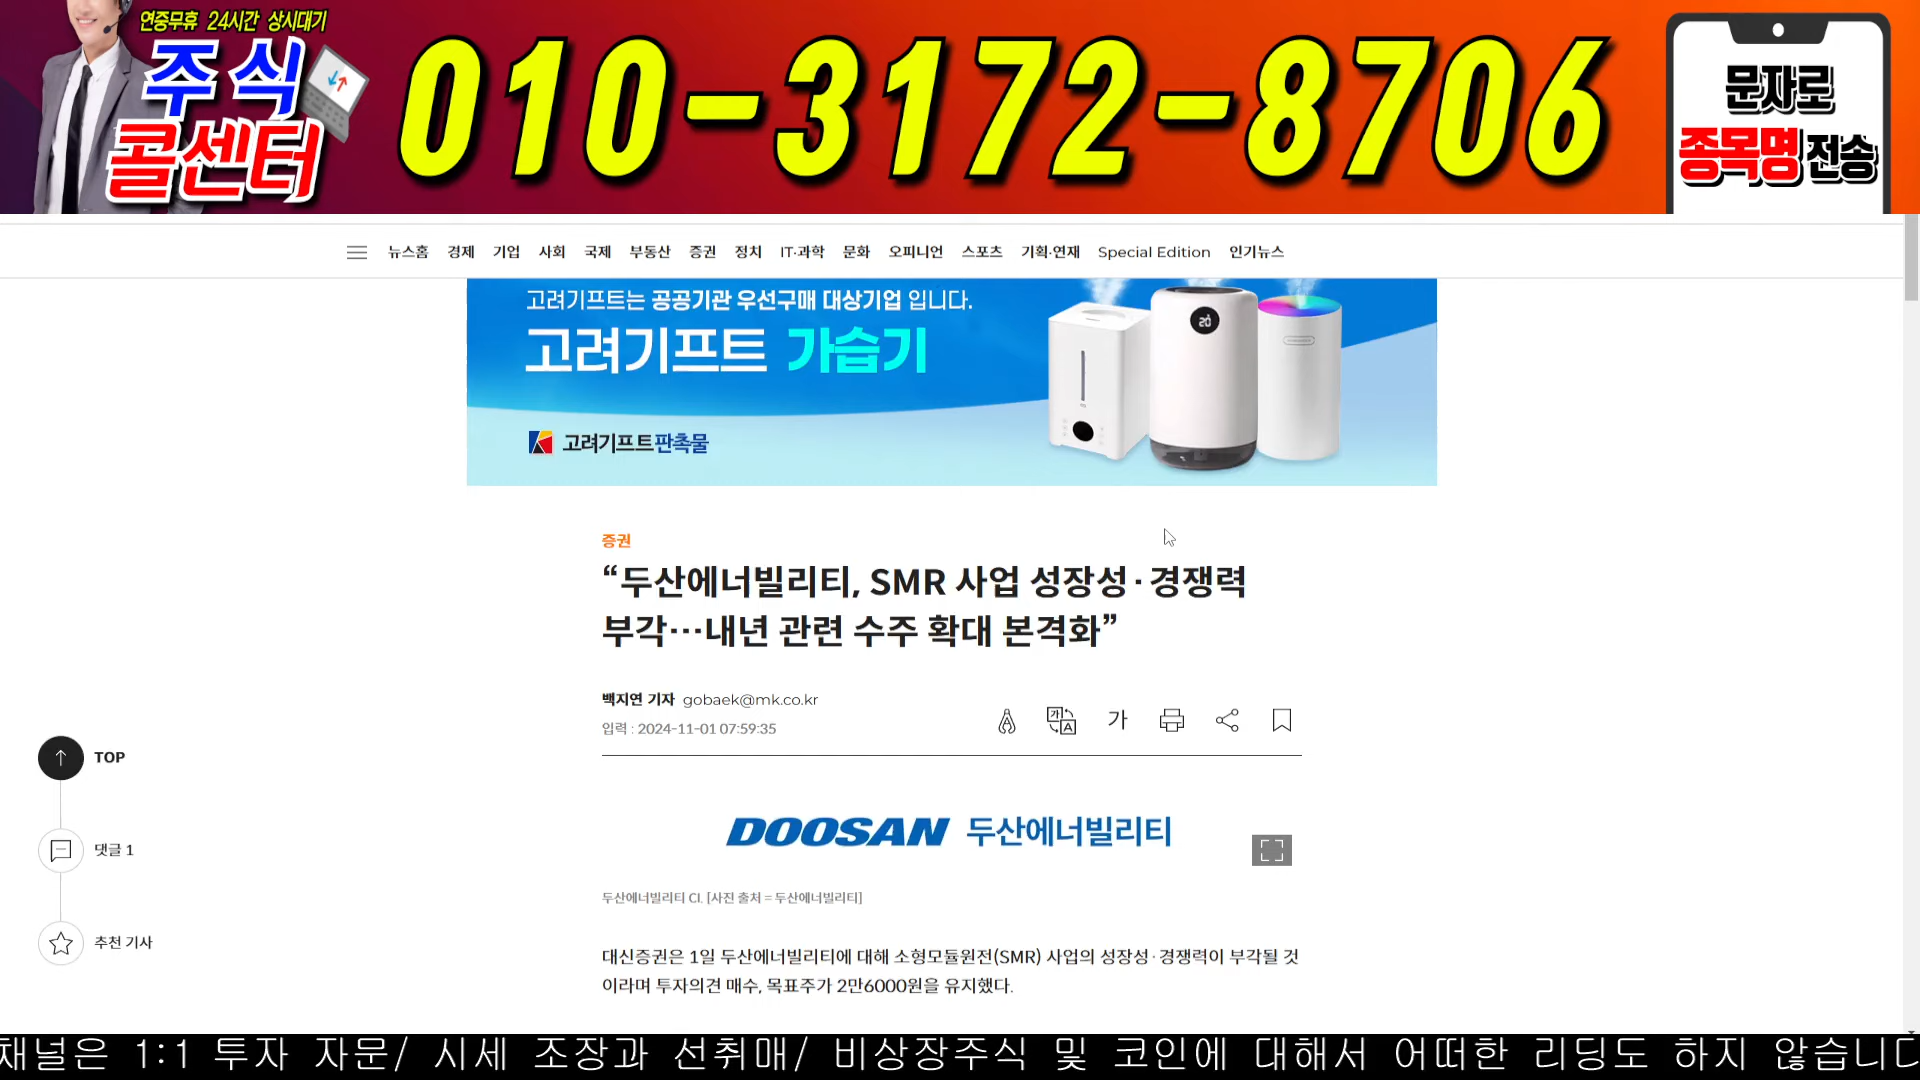 연중무휴 24시간 상시대기
주식
콜센터
010-3172-8706
문자로
종목명 전송
뉴스홈 경제 기업 사회 국제 부동산 증권 정치 IT·과학 문화 오피니언 스포츠 기획·연재 Special Edition 인기뉴스
고려기프트는 공공기관 우선구매 대상기업 입니다.
고려기프트 가습기
20
고려기프트판촉물
증권
“두산에너빌리티, SMR 사업 성장성·경쟁력
부각…내년 관련 수주 확대 본격화”
백지연 기자 gobaek@mk.co.kr
입력 : 2024-11-01 07:59:35
가 A
가
TOP
댓글 1
추천 기사
DOOSAN 두산에너빌리티
두산에너빌리티 CI. [사진 출처 = 두산에너빌리티]
대신증권은 1일 두산에너빌리티에 대해 소형모듈원전(SMR) 사업의 성장성·경쟁력이 부각될 것
이라며 투자의견 매수, 목표주가 2만6000원을 유지했다.
채널은 1:1 투자 자문/ 시세 조장과 선취매/ 비상장주식 및 코인에 대해서 어떠한 리딩도 하지 않습니다